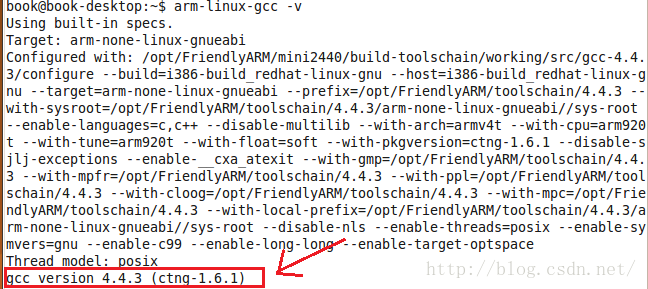 book@book-desktop:~$ arm-linux-gcc -v
Using built-in specs.
Target: arm-none-linux-gnueabi
Configured with: /opt/FriendlyARM/mini2440/build-toolschain/working/src/gcc-4.4.
3/configure --build=i386-build_redhat-linux-gnu --host=i386-build_redhat-linux-g
nu --target=arm-none-linux-gnueabi --prefix=/opt/FriendlyARM/toolschain/4.4.3 --
with-sysroot=/opt/FriendlyARM/toolschain/4.4.3/arm-none-linux-gnueabi//sys-root
--enable-languages=c,c++ --disable-multilib --with-arch=armv4t --with-cpu=arm920
t --with-tune=arm920t --with-float=soft --with-pkgversion=ctng-1.6.1 --disable-s
jlj-exceptions --enable-__cxa_atexit --with-gmp=/opt/FriendlyARM/toolschain/4.4.
3 --with-mpfr=/opt/FriendlyARM/toolschain/4.4.3 --with-ppl=/opt/FriendlyARM/tool
schain/4.4.3 --with-cloog=/opt/FriendlyARM/toolschain/4.4.3 --with-mpc=/opt/Frie
ndlyARM/toolschain/4.4.3 --with-local-prefix=/opt/FriendlyARM/toolschain/4.4.3/a
rm-none-linux-gnueabi//sys-root --disable-nls --enable-threads=posix --enable-sy
mvers=gnu --enable-c99 --enable-long-long --enable-target-optspace
Thread model: posix
gcc version 4.4.3 (ctng-1.6.1)
http://blog.csdn.net/